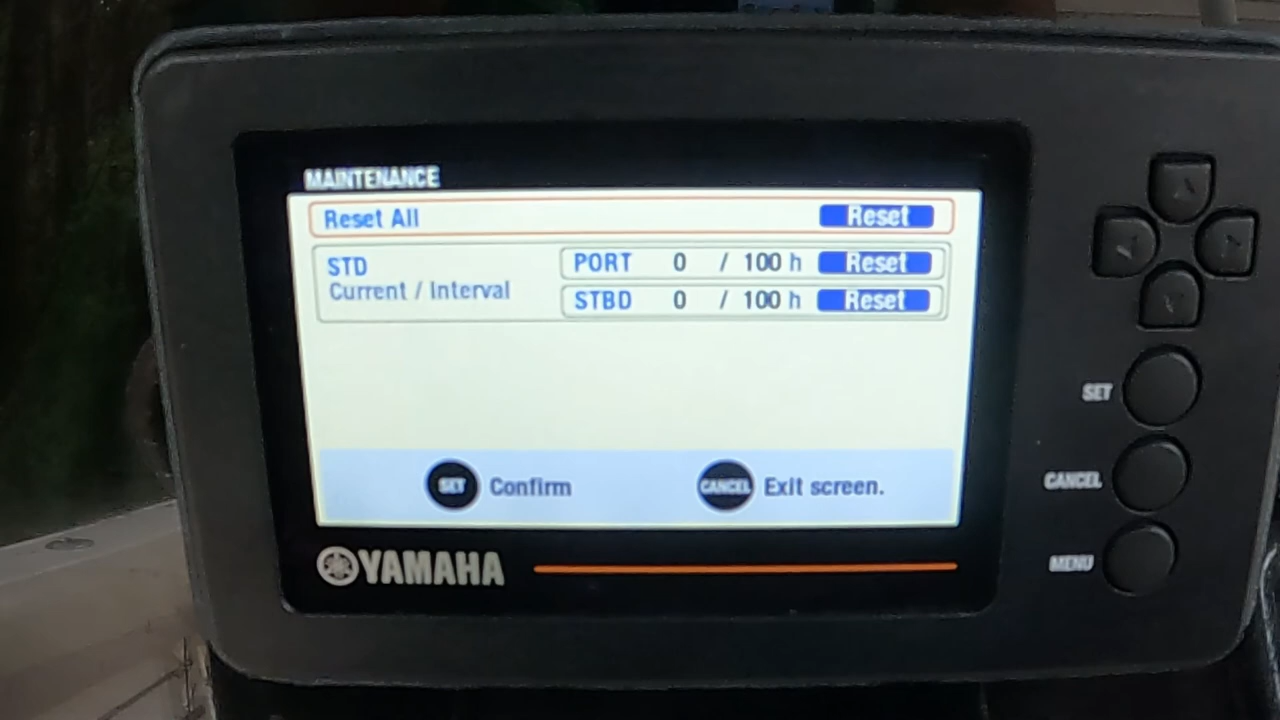 MAINTENANCE
Reset All Reset
STD PORT 0 / 100 h Reset
Current / Interval STBD 0 / 100 h Reset
SET Confirm CANCEL Exit screen.
YAMAHA
SET
CANCEL
MENU